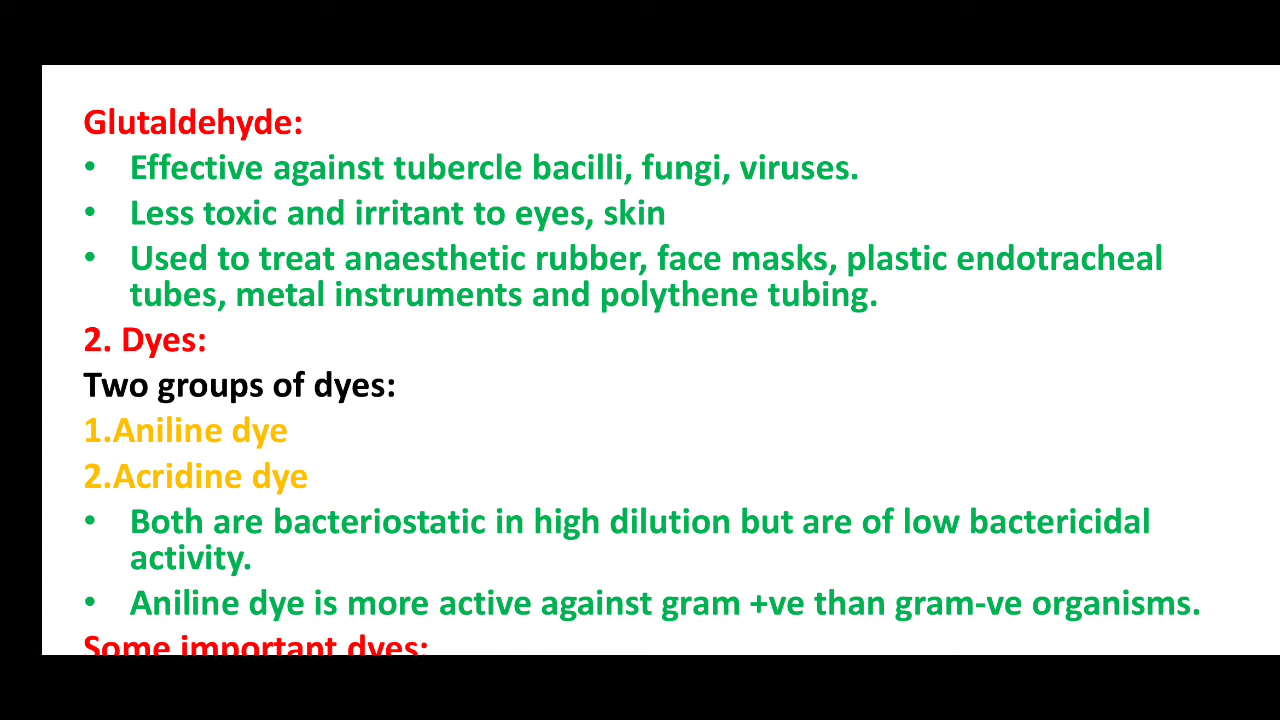 Glutaldehyde:
• Effective against tubercle bacilli, fungi, viruses.
• Less toxic and irritant to eyes, skin
• Used to treat anaesthetic rubber, face masks, plastic endotracheal
tubes, metal instruments and polythene tubing.
2. Dyes:
Two groups of dyes:
1.Aniline dye
2.Acridine dye
• Both are bacteriostatic in high dilution but are of low bactericidal
activity.
• Aniline dye is more active against gram +ve than gram-ve organisms.
Some important dyes: